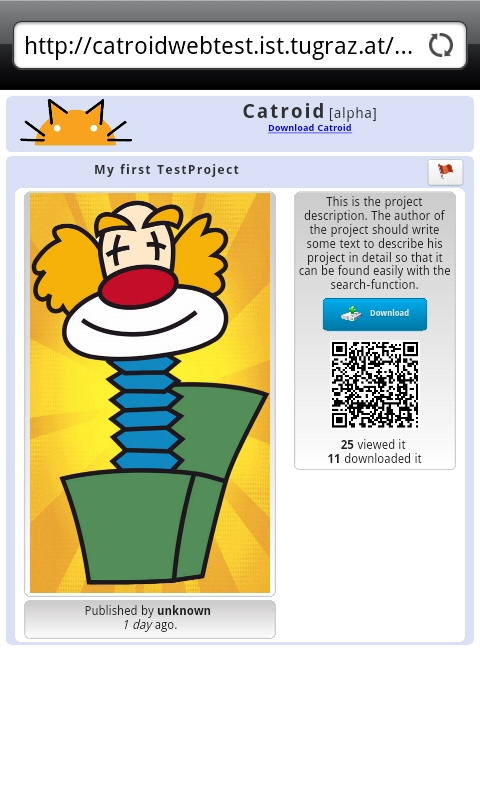 http://catroidwebtest.ist.tugraz.at/...
Catroid [alpha]
Download Catroid
My first TestProject
This is the project
description. The author of
the project should write
some text to describe his
project in detail so that it
can be found easily with the
search-function.
Download
25 viewed it
11 downloaded it
Published by unknown
1 day ago.